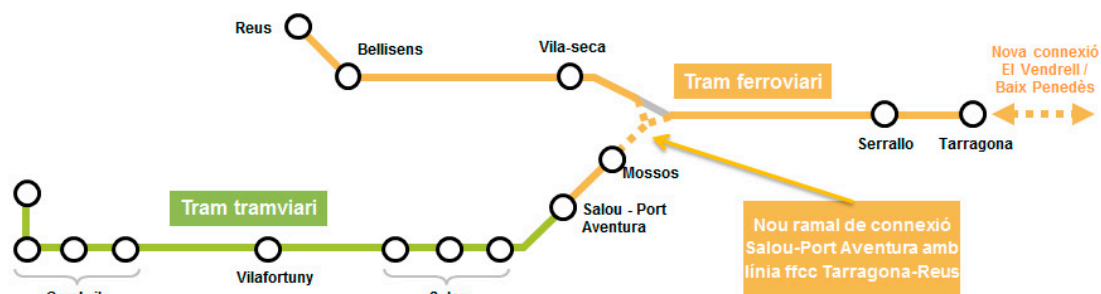 Reus
Bellisens
Vila-seca
Tram ferroviari
Nova connexió
El Vendrell /
Baix Penedès
Serrallo
Tarragona
Mossos
Tram tramviari
Salou - Port
Aventura
Nou ramal de connexió
Salou-Port Aventura amb
línia ffcc Tarragona-Reus
Vilafortuny